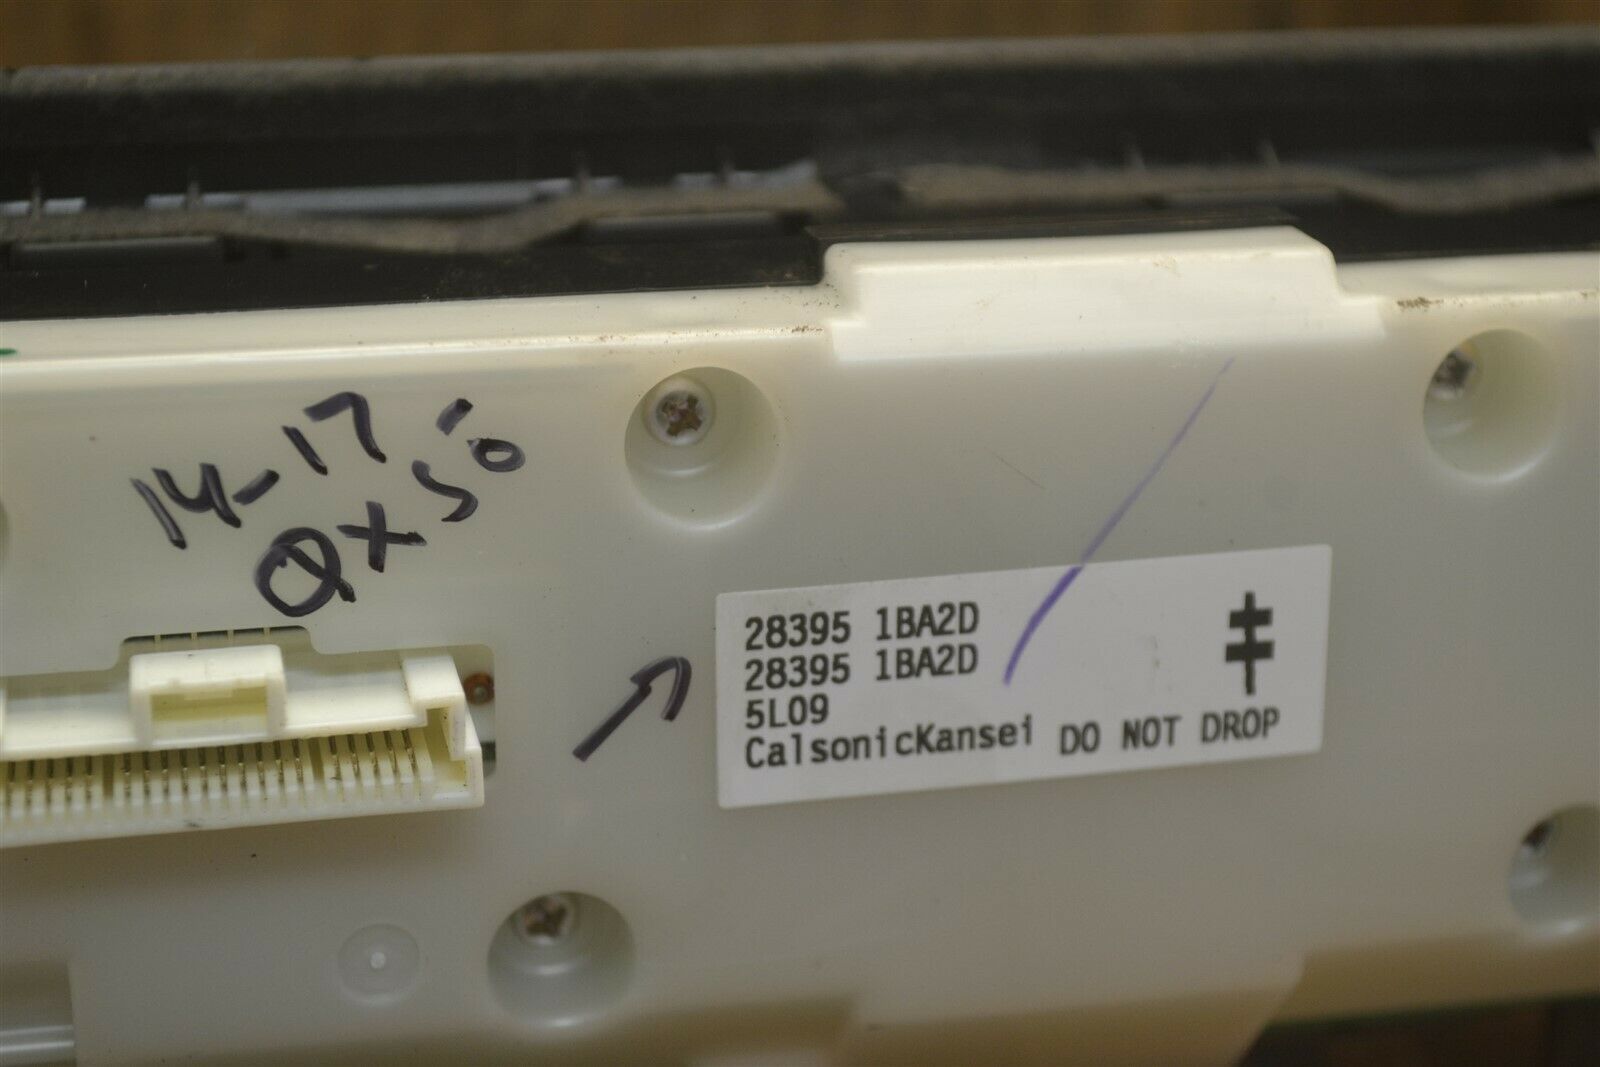 14-17
QX50
28395 1BA2D
28395 1BA2D
5L09
CalsonicKansei DO NOT DROP